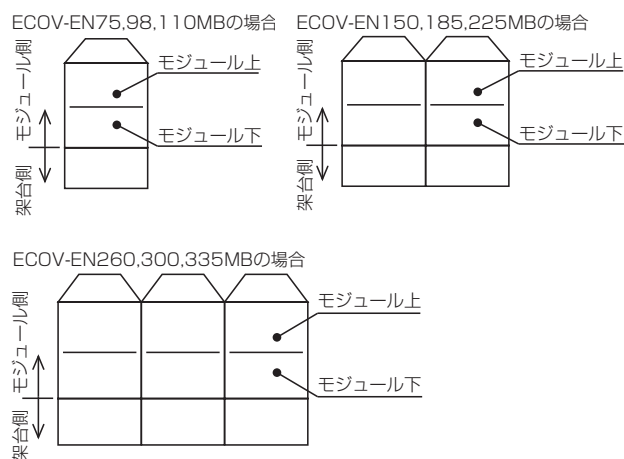 ECOV-EN75,98,110MBの場合
モジュール側
架台側
モジュール上
モジュール下
ECOV-EN150,185,225MBの場合
モジュール側
架台側
モジュール上
モジュール下
ECOV-EN260,300,335MBの場合
モジュール側
架台側
モジュール上
モジュール下